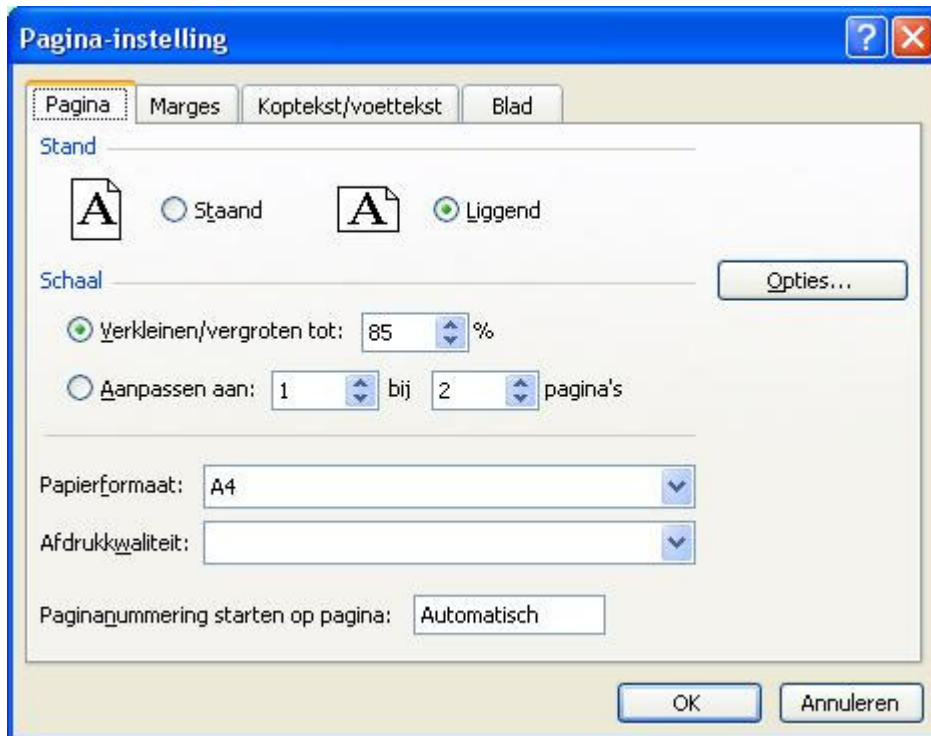 Pagina-instelling
Pagina Marges Koptekst/voettekst Blad
Stand
A Staand A Liggend
Schaal
Opties...
Verkleinen/vergroten tot: 85 %
Aanpassen aan: 1 bij 2 pagina's
Papierformaat: A4
Afdrukkwaliteit:
Paginanummering starten op pagina: Automatisch
OK Annuleren